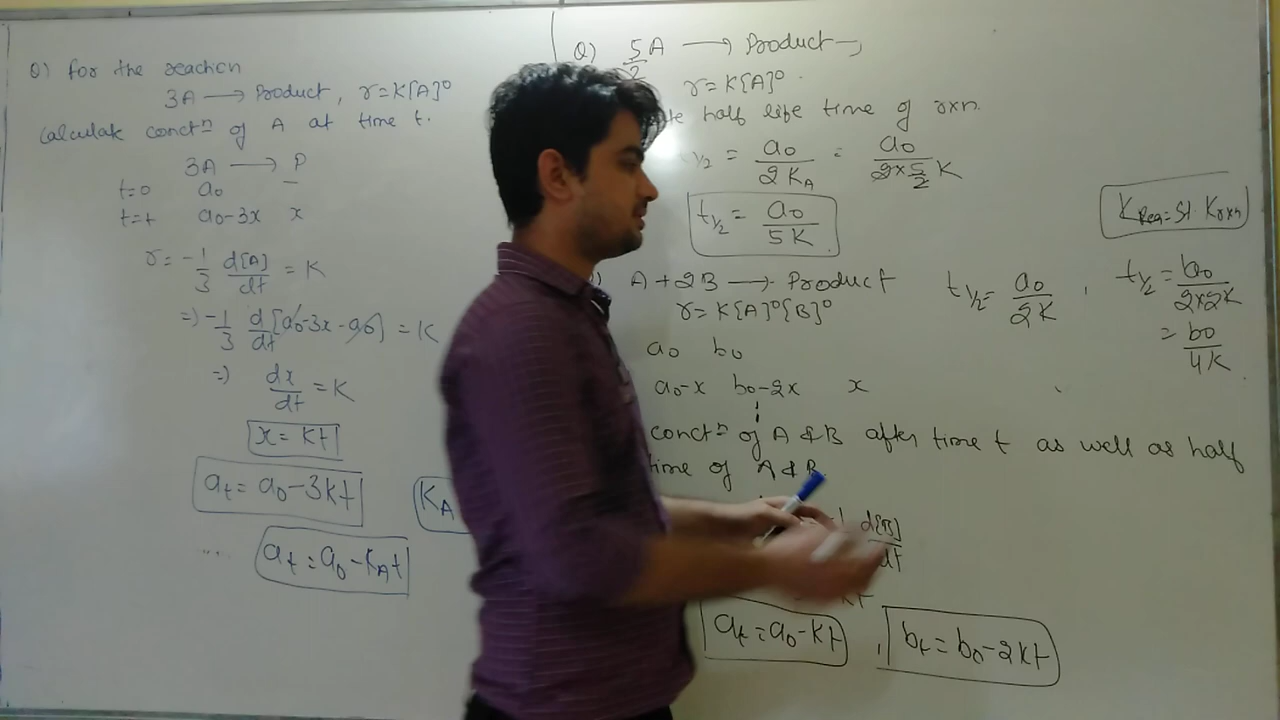 Q) for the reaction
3A → Product, r=K[A]⁰
Calculate conctⁿ of A at time t.
3A → P
t=0 a₀ –
t=t a₀-3x x
r= -1/3 d[A]/dt = K
=) -1/3 d/dt [a₀-3x-a₀] = K
=) dx/dt = K
x = Kt
aₜ = a₀-3Kt
K_A
aₜ = a₀-K_At
Q) 5/2 A → Product
r=K[A]⁰
half life time of rxn.
1/2 = a₀/2K_A = a₀/(2×5/2 K)
t1/2 = a₀/5K
A+2B → Product
r=K[A]⁰[B]⁰
a₀ b₀
a₀-x b₀-2x x
conctⁿ of A & B after time t as well as half
time of A & B
d[B]/dt
Kt
aₜ = a₀-Kt , bₜ = b₀-2Kt
K_Rea = st K_rxn
t1/2 = a₀/2K , t1/2 = b₀/(2×2K)
= b₀/4K